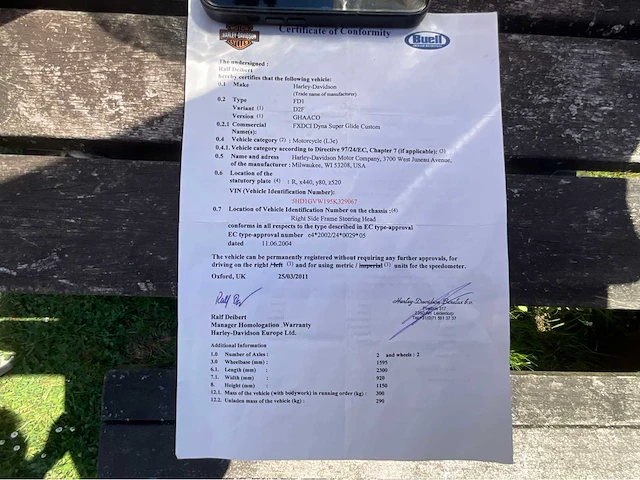 HARLEY-DAVIDSON
Certificate of Conformity
Buell
The undersigned :
Ralf Deibert
hereby certifies that the following vehicle:
0.1 Make Harley-Davidson
(Trade name of manufacturer)
0.2 Type FD1
Variant (1) D2F
Version (1) GHAACO
0.2.1 Commercial Name(s): FXDCI Dyna Super Glide Custom
0.4 Vehicle category (2) : Motorcycle (L3e)
0.4.1. Vehicle category according to Directive 97/24/EC, Chapter 7 (if applicable): (3)
0.5 Name and adress Harley-Davidson Motor Company, 3700 West Juneau Avenue,
of the manufacturer : Milwaukee, WI 53208, USA
0.6 Location of the
statutory plate (4) : R, x440, y80, z520
VIN (Vehicle Identification Number):
5HD1GVW195K329067
0.7 Location of Vehicle Identification Number on the chassis :(4)
Right Side Frame Steering Head
conforms in all respects to the type described in EC type-approval
EC type-approval number e4*2002/24*0029*05
dated 11.06.2004
The vehicle can be permanently registered without requiring any further approvals, for
driving on the right /left (1) and for using metric / imperial (1) units for the speedometer.
Oxford, UK 25/03/2011
Harley-Davidson Benelux b.v.
Postbus 317
Ralf Deibert
Manager Homologation Warranty
Harley-Davidson Europe Ltd.
Additional Information
1.0 Number of Axles : 2 and wheels : 2
3.0 Wheelbase (mm) : 1595
6.1. Length (mm) : 2300
7.1. Width (mm) : 920
8. Height (mm) : 1150
12.1. Mass of the vehicle (with bodywork) in running order (kg) : 300
12.2. Unladen mass of the vehicle (kg) : 290